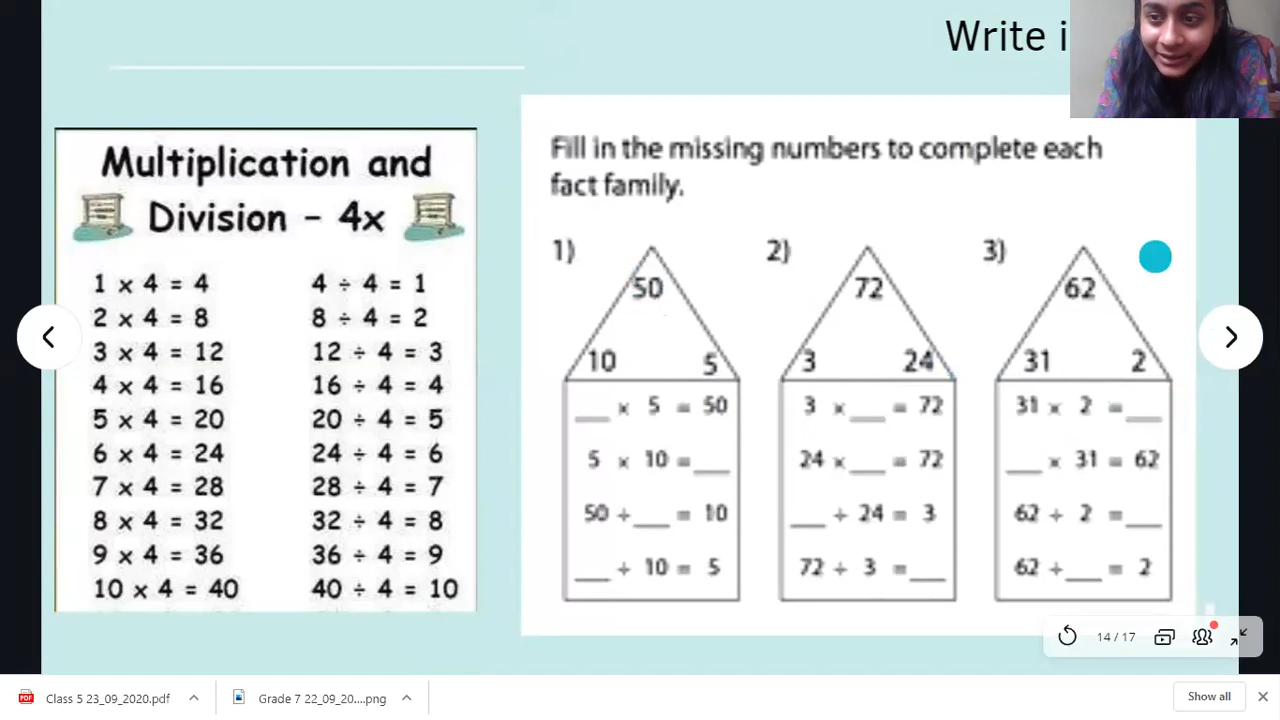 Write i
Multiplication and
Division - 4x
1 x 4 = 4
2 x 4 = 8
3 x 4 = 12
4 x 4 = 16
5 x 4 = 20
6 x 4 = 24
7 x 4 = 28
8 x 4 = 32
9 x 4 = 36
10 x 4 = 40
4 ÷ 4 = 1
8 ÷ 4 = 2
12 ÷ 4 = 3
16 ÷ 4 = 4
20 ÷ 4 = 5
24 ÷ 4 = 6
28 ÷ 4 = 7
32 ÷ 4 = 8
36 ÷ 4 = 9
40 ÷ 4 = 10
Fill in the missing numbers to complete each
fact family.
1)
50
10 5
___ x 5 = 50
5 x 10 = ___
50 ÷ ___ = 10
___ ÷ 10 = 5
2)
72
3 24
3 x ___ = 72
24 x ___ = 72
___ ÷ 24 = 3
72 ÷ 3 = ___
3)
62
31 2
31 x 2 = ___
___ x 31 = 62
62 ÷ 2 = ___
62 ÷ ___ = 2
14 / 17
PDF Class 5 23_09_2020.pdf
Grade 7 22_09_20....png
Show all